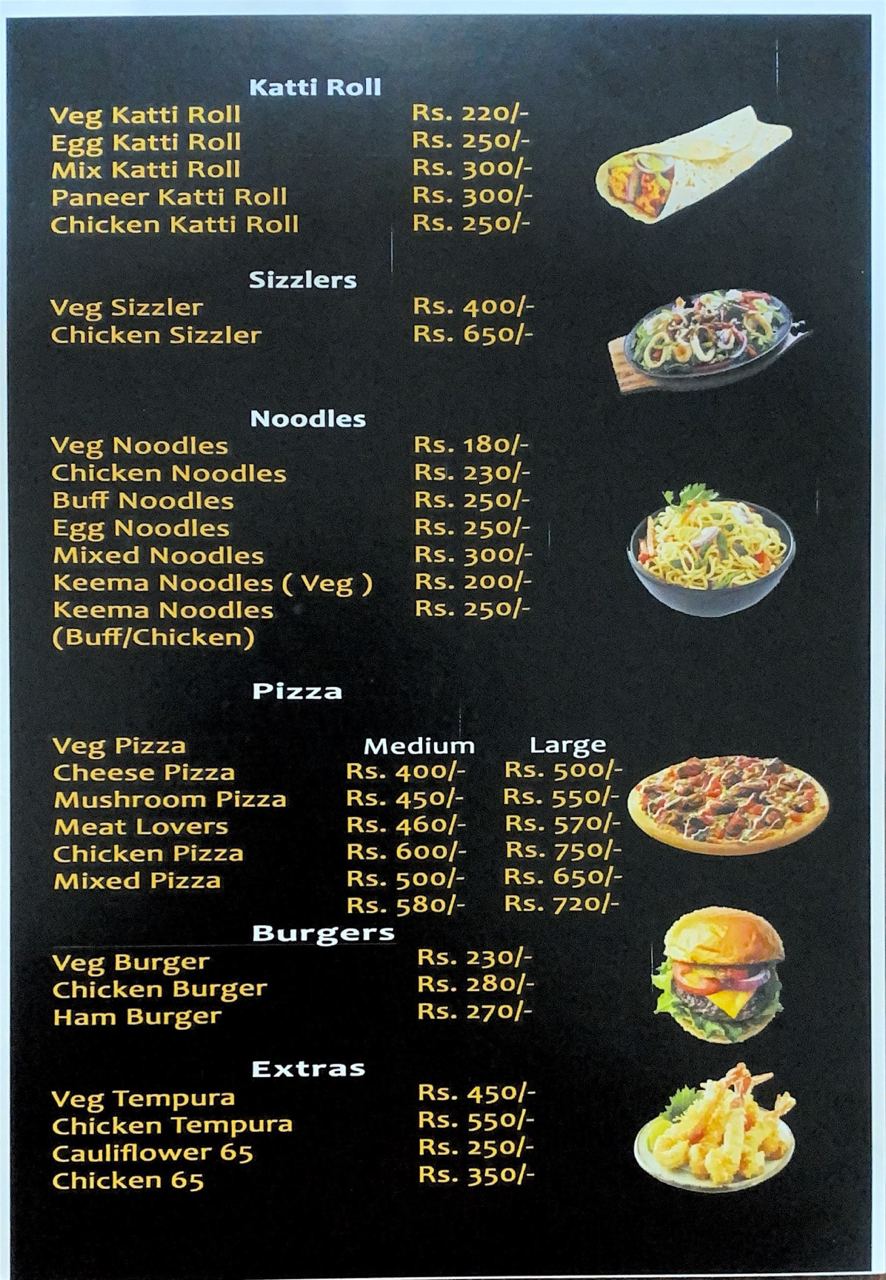 Katti Roll
Veg Katti Roll Rs. 220/-
Egg Katti Roll Rs. 250/-
Mix Katti Roll Rs. 300/-
Paneer Katti Roll Rs. 300/-
Chicken Katti Roll Rs. 250/-
Sizzlers
Veg Sizzler Rs. 400/-
Chicken Sizzler Rs. 650/-
Noodles
Veg Noodles Rs. 180/-
Chicken Noodles Rs. 230/-
Buff Noodles Rs. 250/-
Egg Noodles Rs. 250/-
Mixed Noodles Rs. 300/-
Keema Noodles ( Veg ) Rs. 200/-
Keema Noodles Rs. 250/-
(Buff/Chicken)
Pizza
Veg Pizza Medium Large
Cheese Pizza Rs. 400/- Rs. 500/-
Mushroom Pizza Rs. 450/- Rs. 550/-
Meat Lovers Rs. 460/- Rs. 570/-
Chicken Pizza Rs. 600/- Rs. 750/-
Mixed Pizza Rs. 500/- Rs. 650/-
Rs. 580/- Rs. 720/-
Burgers
Veg Burger Rs. 230/-
Chicken Burger Rs. 280/-
Ham Burger Rs. 270/-
Extras
Veg Tempura Rs. 450/-
Chicken Tempura Rs. 550/-
Cauliflower 65 Rs. 250/-
Chicken 65 Rs. 350/-